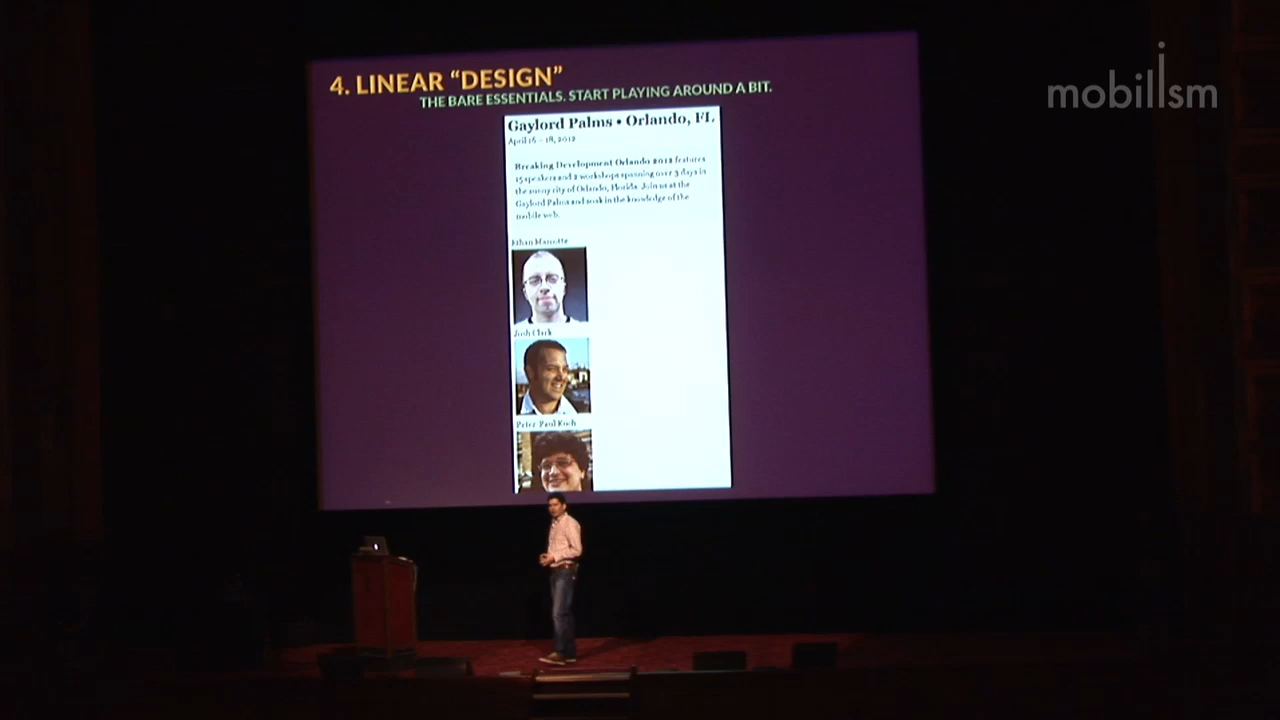 4. LINEAR “DESIGN”
THE BARE ESSENTIALS. START PLAYING AROUND A BIT.
mobilism
Gaylord Palms • Orlando, FL
April 16 – 18, 2012
Breaking Development Orlando 2012 features
15 speakers and 2 workshops spanning over 3 days in
the sunny city of Orlando, Florida. Join us at the
Gaylord Palms and soak in the knowledge of the
mobile web.
Ethan Marcotte
Josh Clark
Peter-Paul Koch